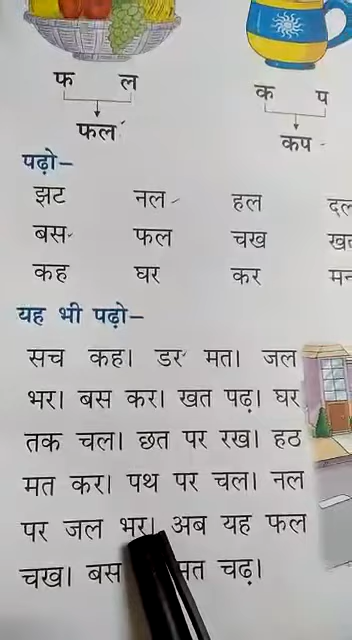 फ ल
फल
क प
कप
पढ़ो–
झट नल हल
बस फल चख
कह घर कर
यह भी पढ़ो–
सच कह। डर मत। जल
भर। बस कर। खत पढ़। घर
तक चल। छत पर रख। हठ
मत कर। पथ पर चल। नल
पर जल भर। अब यह फल
चख। बस मत चढ़।